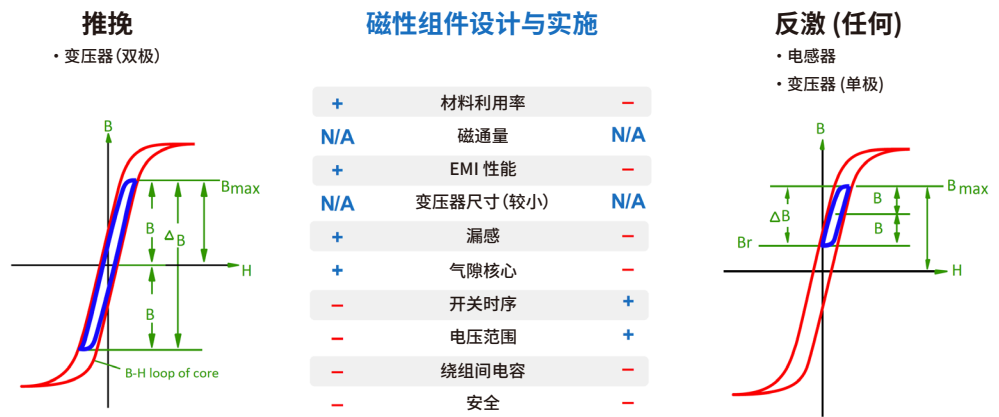 推挽
・变压器(双极)
B
Bmax
B
△B
H
B
B-H loop of core
磁性组件设计与实施
+ 材料利用率 −
N/A 磁通量 N/A
+ EMI 性能 −
N/A 变压器尺寸(较小) N/A
+ 漏感 −
+ 气隙核心 −
− 开关时序 +
− 电压范围 +
− 绕组间电容 −
− 安全 −
反激 (任何)
・电感器
・变压器 (单极)
B
B max
△B
B
B
Br
H